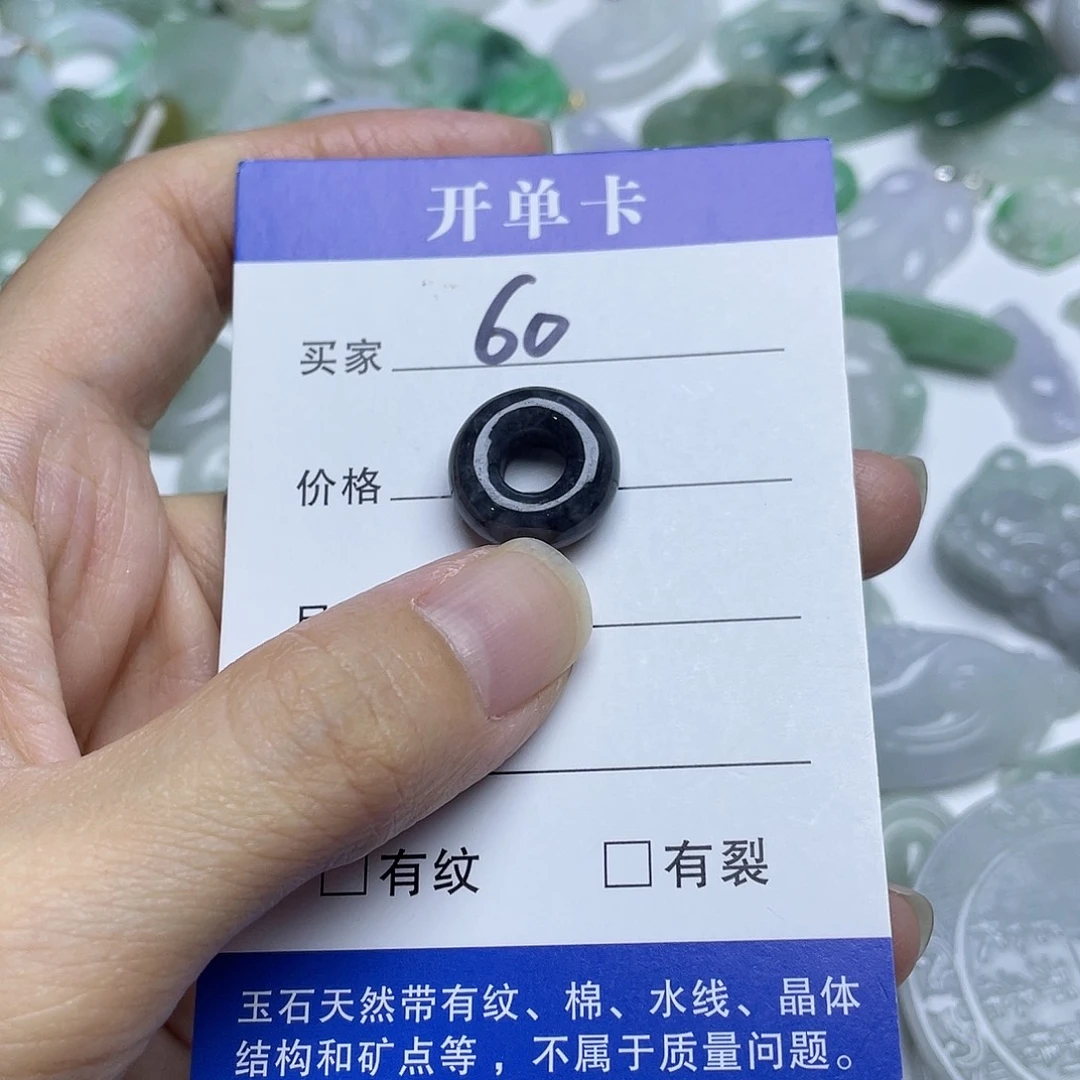 开单卡
买家 60
价格
□有纹 □有裂
玉石天然带有纹、棉、水线、晶体
结构和矿点等，不属于质量问题。